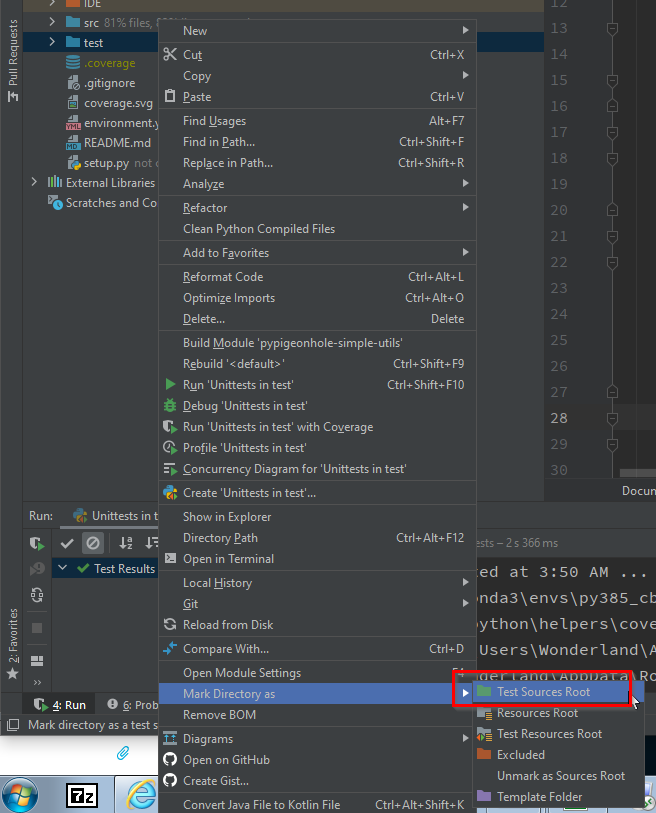 IDE
src 81% files,
test
.coverage
.gitignore
coverage.svg
environment.y
README.md
setup.py not
External Libraries
Scratches and Co
Pull Requests
2: Favorites
New
Cut Ctrl+X
Copy
Paste Ctrl+V
Find Usages Alt+F7
Find in Path... Ctrl+Shift+F
Replace in Path... Ctrl+Shift+R
Analyze
Refactor
Clean Python Compiled Files
Add to Favorites
Reformat Code Ctrl+Alt+L
Optimize Imports Ctrl+Alt+O
Delete... Delete
Build Module 'pypigeonhole-simple-utils'
Rebuild '<default>' Ctrl+Shift+F9
Run 'Unittests in test' Ctrl+Shift+F10
Debug 'Unittests in test'
Run 'Unittests in test' with Coverage
Profile 'Unittests in test'
Concurrency Diagram for 'Unittests in test'
Create 'Unittests in test'...
Show in Explorer
Directory Path Ctrl+Alt+F12
Open in Terminal
Local History
Git
Reload from Disk
Compare With... Ctrl+D
Open Module Settings F4
Mark Directory as
Remove BOM
Diagrams
Open on GitHub
Create Gist...
Convert Java File to Kotlin File Ctrl+Alt+Shift+K
Test Sources Root
Resources Root
Test Resources Root
Excluded
Unmark as Sources Root
Template Folder
12
13
14
15
16
17
18
19
20
21
22
23
24
25
26
27
28
29
30
Docum
Run: Unittests in t
Test Results
ests – 2 s 366 ms
ted at 3:50 AM ...
onda3\envs\py385_cb
python\helpers\cove
Users\Wonderland\A
nderland\AppData\Ro
4: Run 6: Prob
Mark directory as a test s
7z